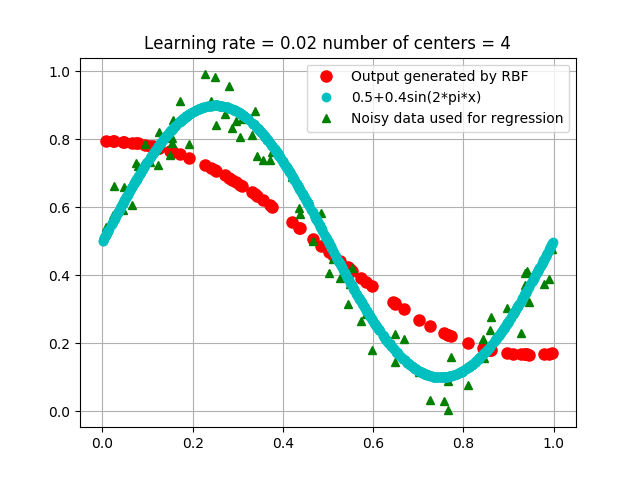 Learning rate = 0.02 number of centers = 4
Output generated by RBF
0.5+0.4sin(2*pi*x)
Noisy data used for regression
1.0
0.8
0.6
0.4
0.2
0.0
0.0 0.2 0.4 0.6 0.8 1.0